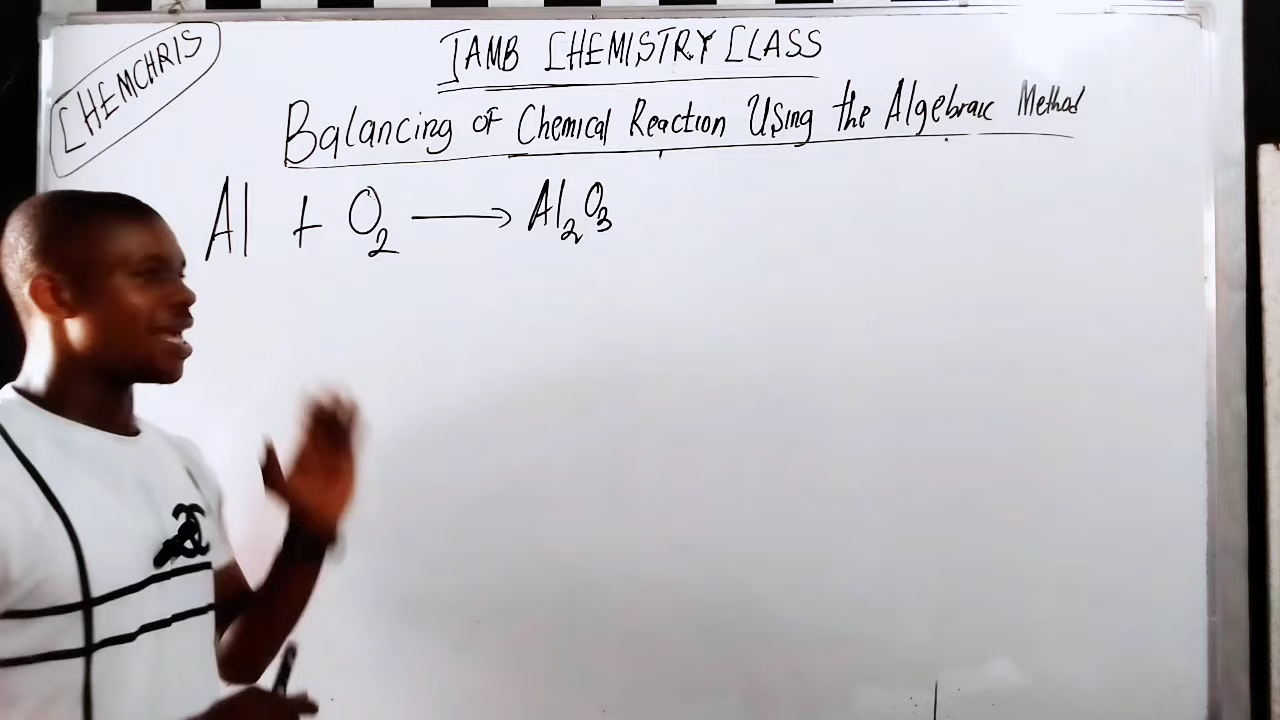 CHEMCHRIS
JAMB CHEMISTRY CLASS
Balancing of Chemical Reaction Using the Algebraic Method
Al + O₂ ⟶ Al₂O₃